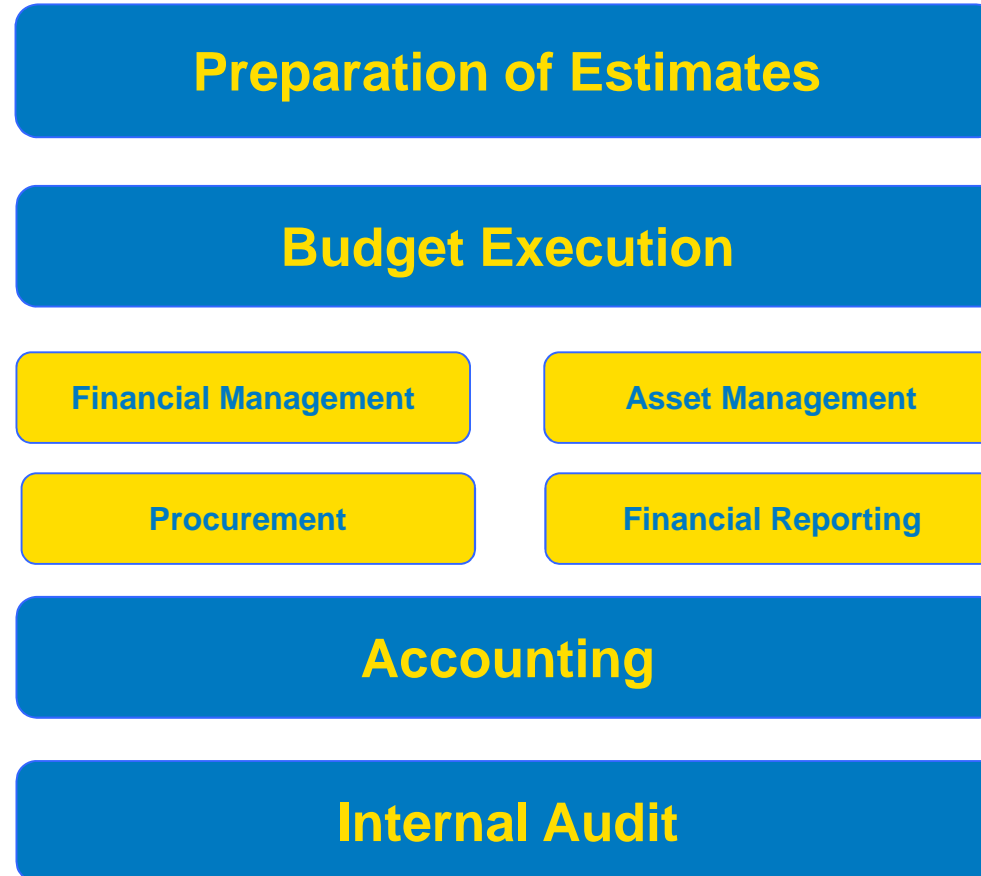 Preparation of Estimates
Budget Execution
Financial Management
Asset Management
Procurement
Financial Reporting
Accounting
Internal Audit